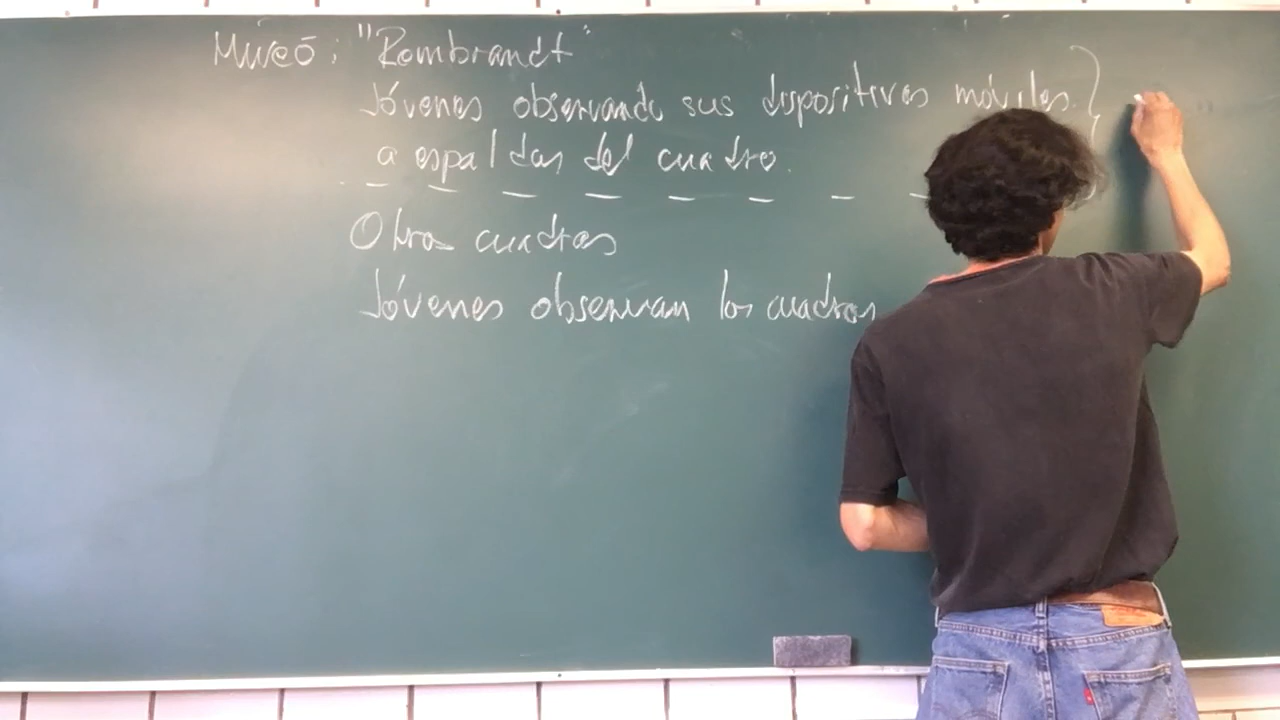 Museo: "Rembrandt"
Jóvenes observando sus dispositivos móviles.
a espaldas del cuadro.
Otros cuadros
Jóvenes observan los cuadros